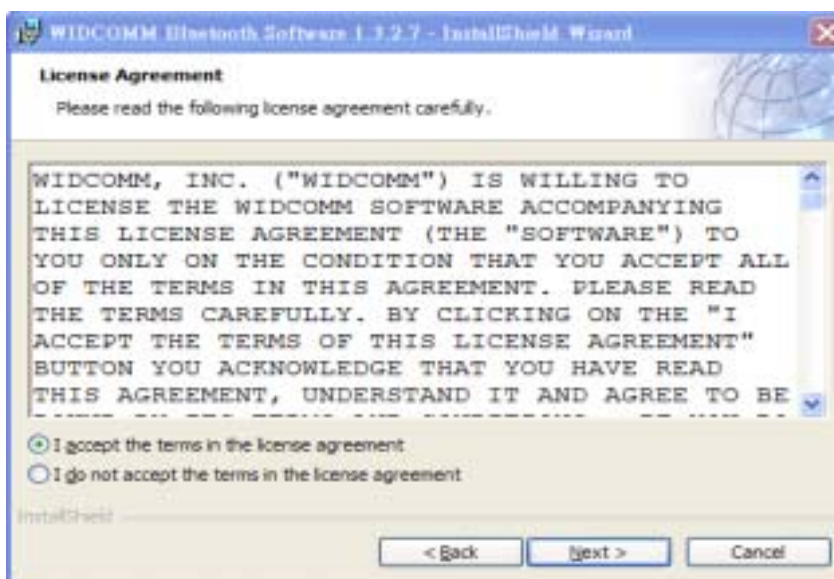 WIDCOMM Bluetooth Software 1.3.2.7 - InstallShield Wizard
License Agreement
Please read the following license agreement carefully.
WIDCOMM, INC. ("WIDCOMM") IS WILLING TO
LICENSE THE WIDCOMM SOFTWARE ACCOMPANYING
THIS LICENSE AGREEMENT (THE "SOFTWARE") TO
YOU ONLY ON THE CONDITION THAT YOU ACCEPT ALL
OF THE TERMS IN THIS AGREEMENT. PLEASE READ
THE TERMS CAREFULLY. BY CLICKING ON THE "I
ACCEPT THE TERMS OF THIS LICENSE AGREEMENT"
BUTTON YOU ACKNOWLEDGE THAT YOU HAVE READ
THIS AGREEMENT, UNDERSTAND IT AND AGREE TO BE
I accept the terms in the license agreement
I do not accept the terms in the license agreement
InstallShield
< Back Next > Cancel